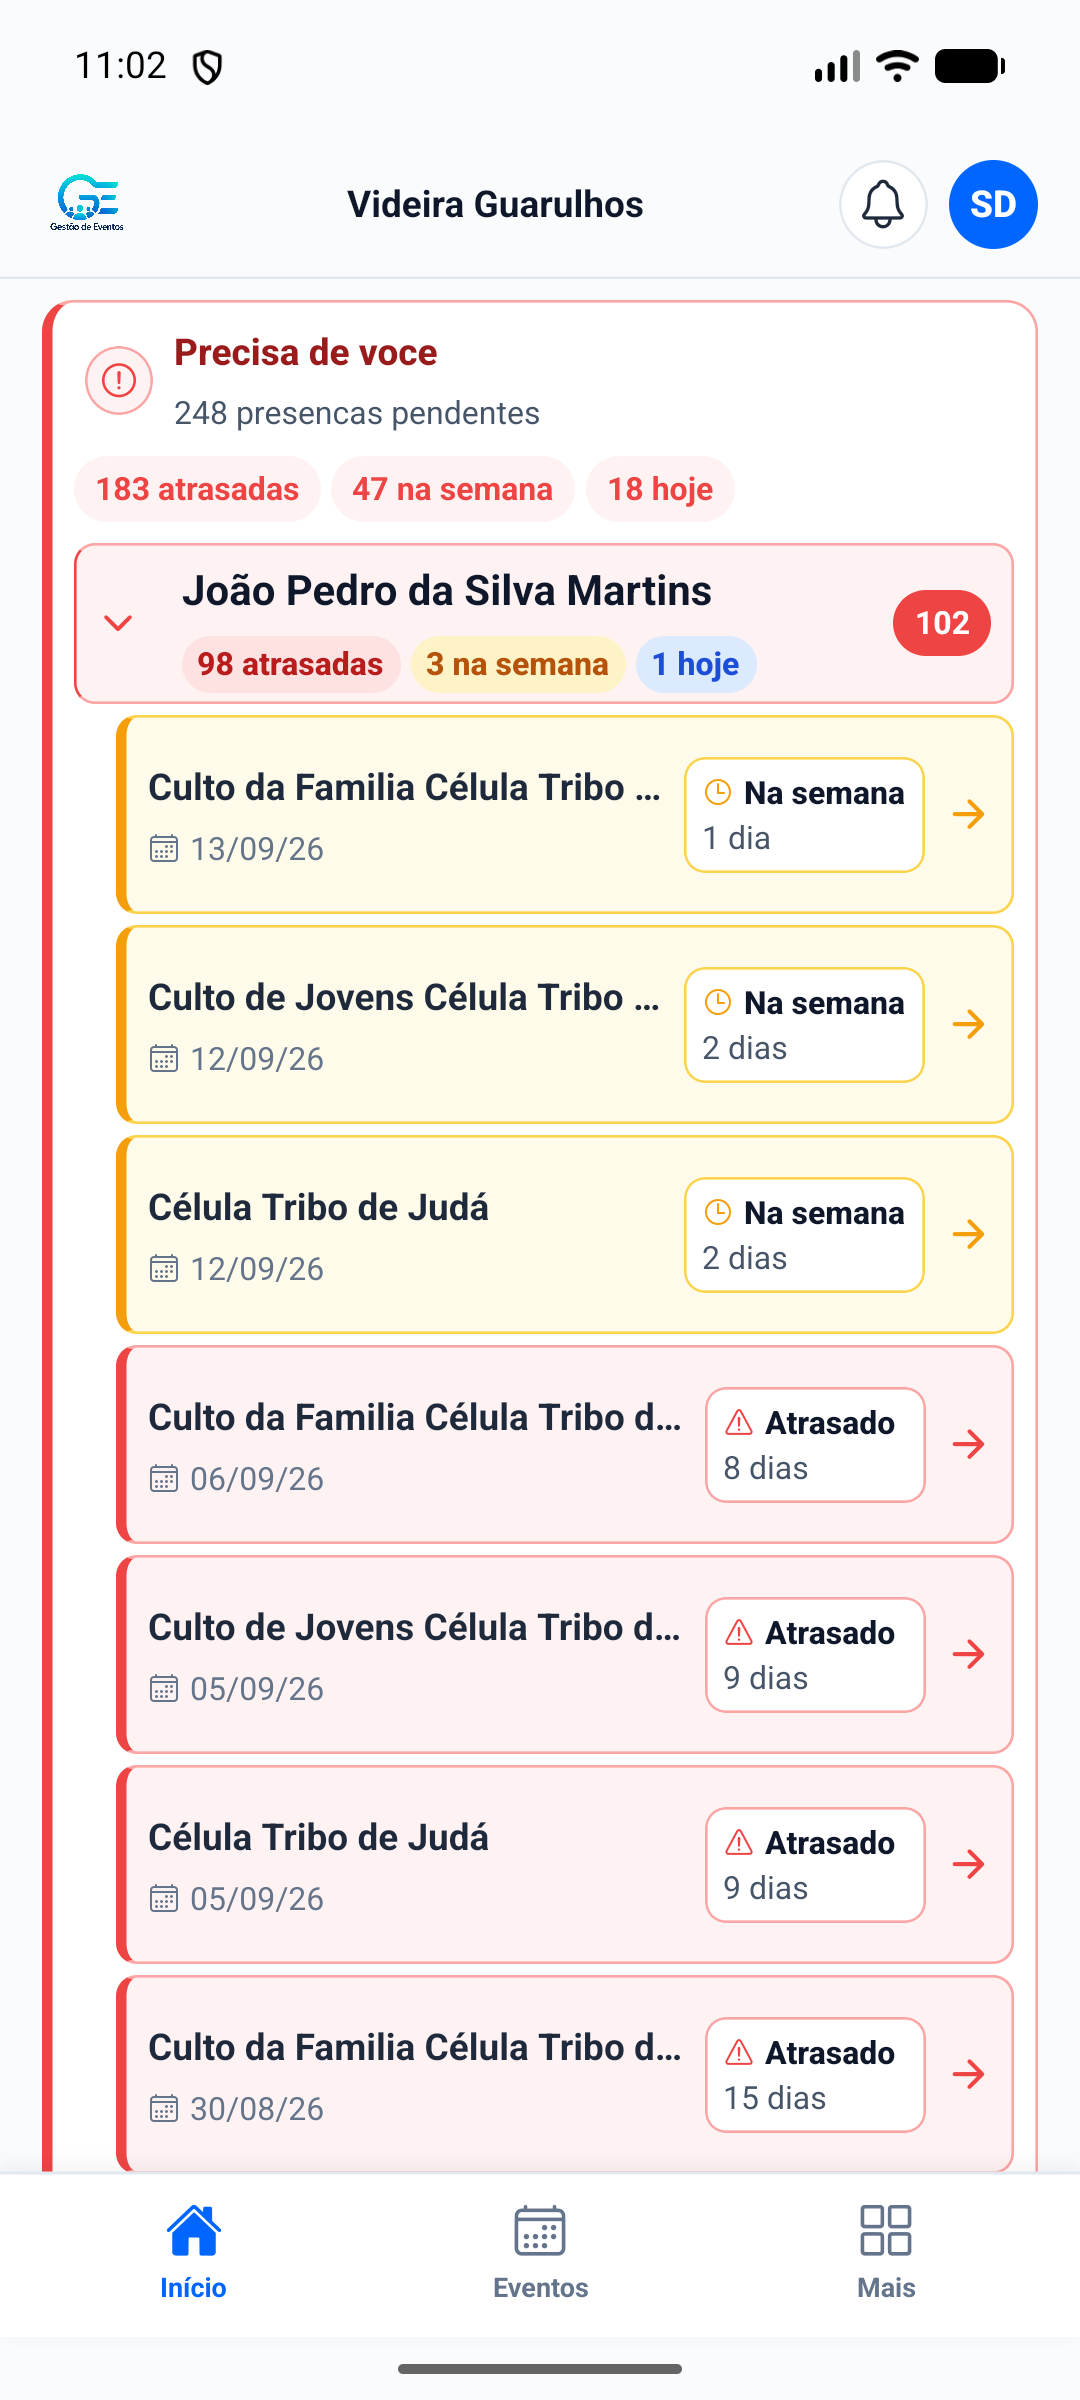 11:02
Gestão de Eventos
Videira Guarulhos
SD
Precisa de voce
248 presencas pendentes
183 atrasadas
47 na semana
18 hoje
João Pedro da Silva Martins
98 atrasadas
3 na semana
1 hoje
102
Culto da Familia Célula Tribo ...
13/09/26
Na semana
1 dia
Culto de Jovens Célula Tribo ...
12/09/26
Na semana
2 dias
Célula Tribo de Judá
12/09/26
Na semana
2 dias
Culto da Familia Célula Tribo d...
06/09/26
Atrasado
8 dias
Culto de Jovens Célula Tribo d...
05/09/26
Atrasado
9 dias
Célula Tribo de Judá
05/09/26
Atrasado
9 dias
Culto da Familia Célula Tribo d...
30/08/26
Atrasado
15 dias
Início
Eventos
Mais